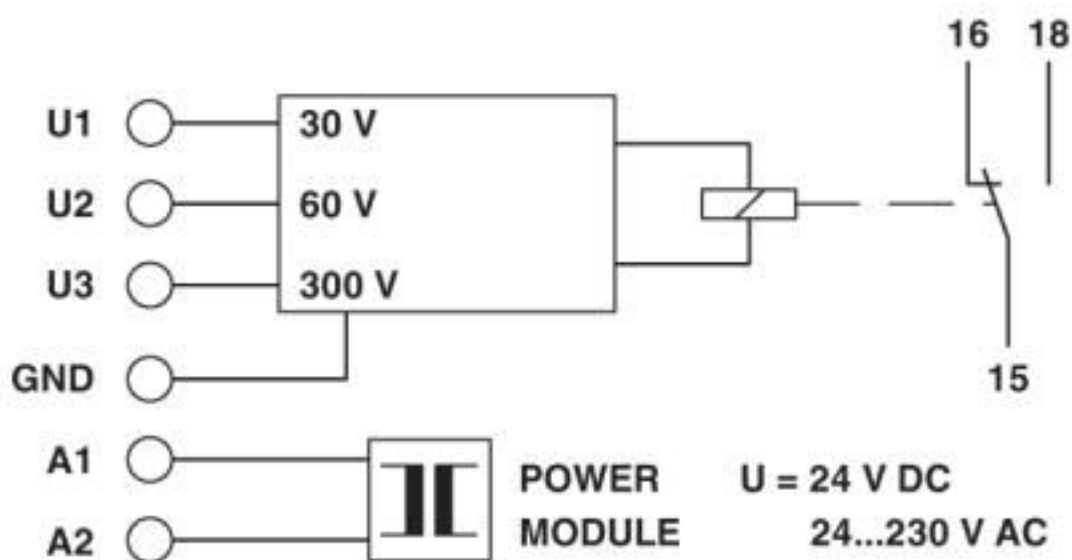 16 18
U1 30 V
U2 60 V
U3 300 V
GND
15
A1
POWER U = 24 V DC
MODULE 24...230 V AC
A2